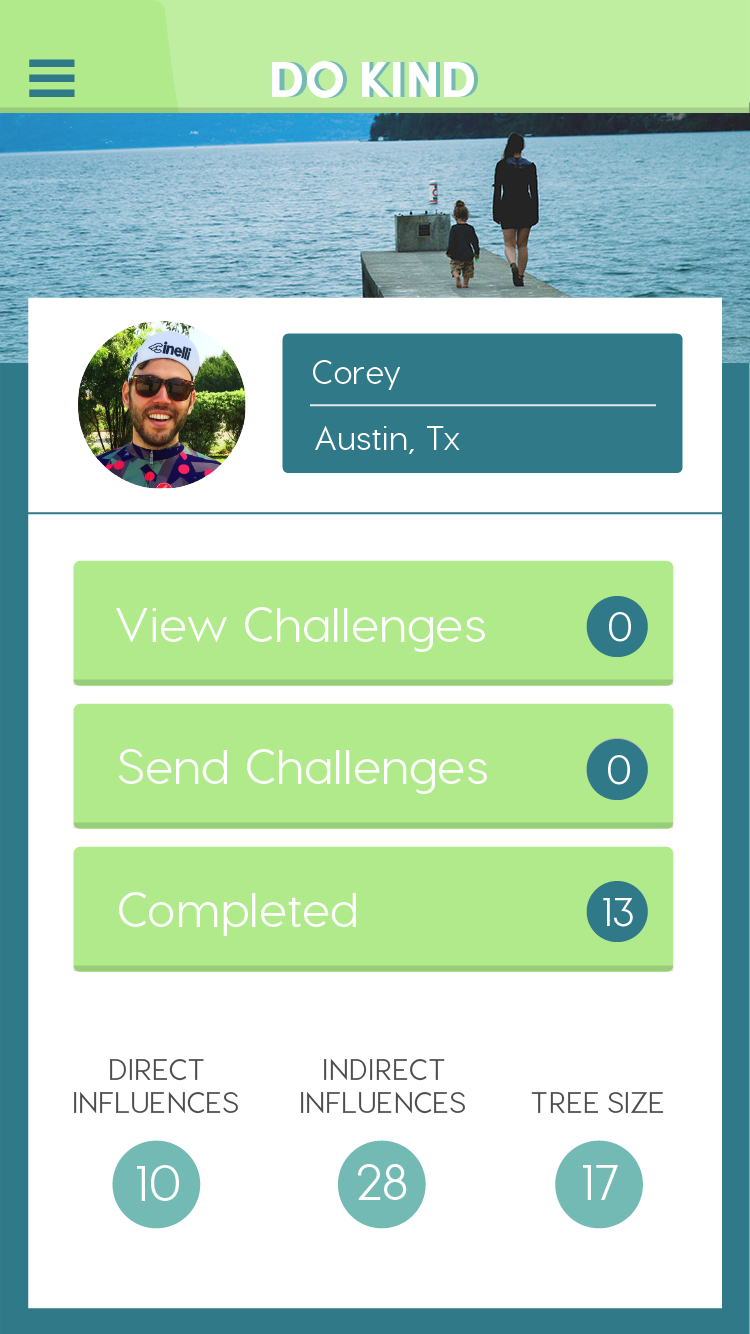 DO KIND
Cinelli
Corey
Austin, Tx
View Challenges
0
Send Challenges
0
Completed
13
DIRECT
INFLUENCES
INDIRECT
INFLUENCES
TREE SIZE
10
28
17